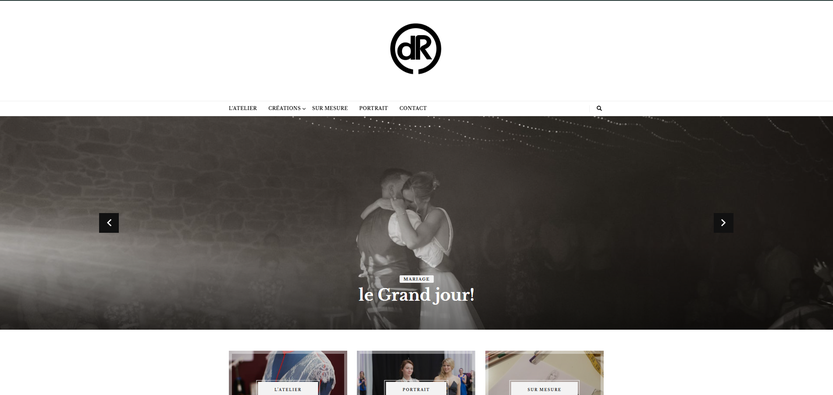 dR
L'ATELIER CRÉATIONS SUR MESURE PORTRAIT CONTACT
MARIAGE
le Grand jour!
L'ATELIER PORTRAIT SUR MESURE